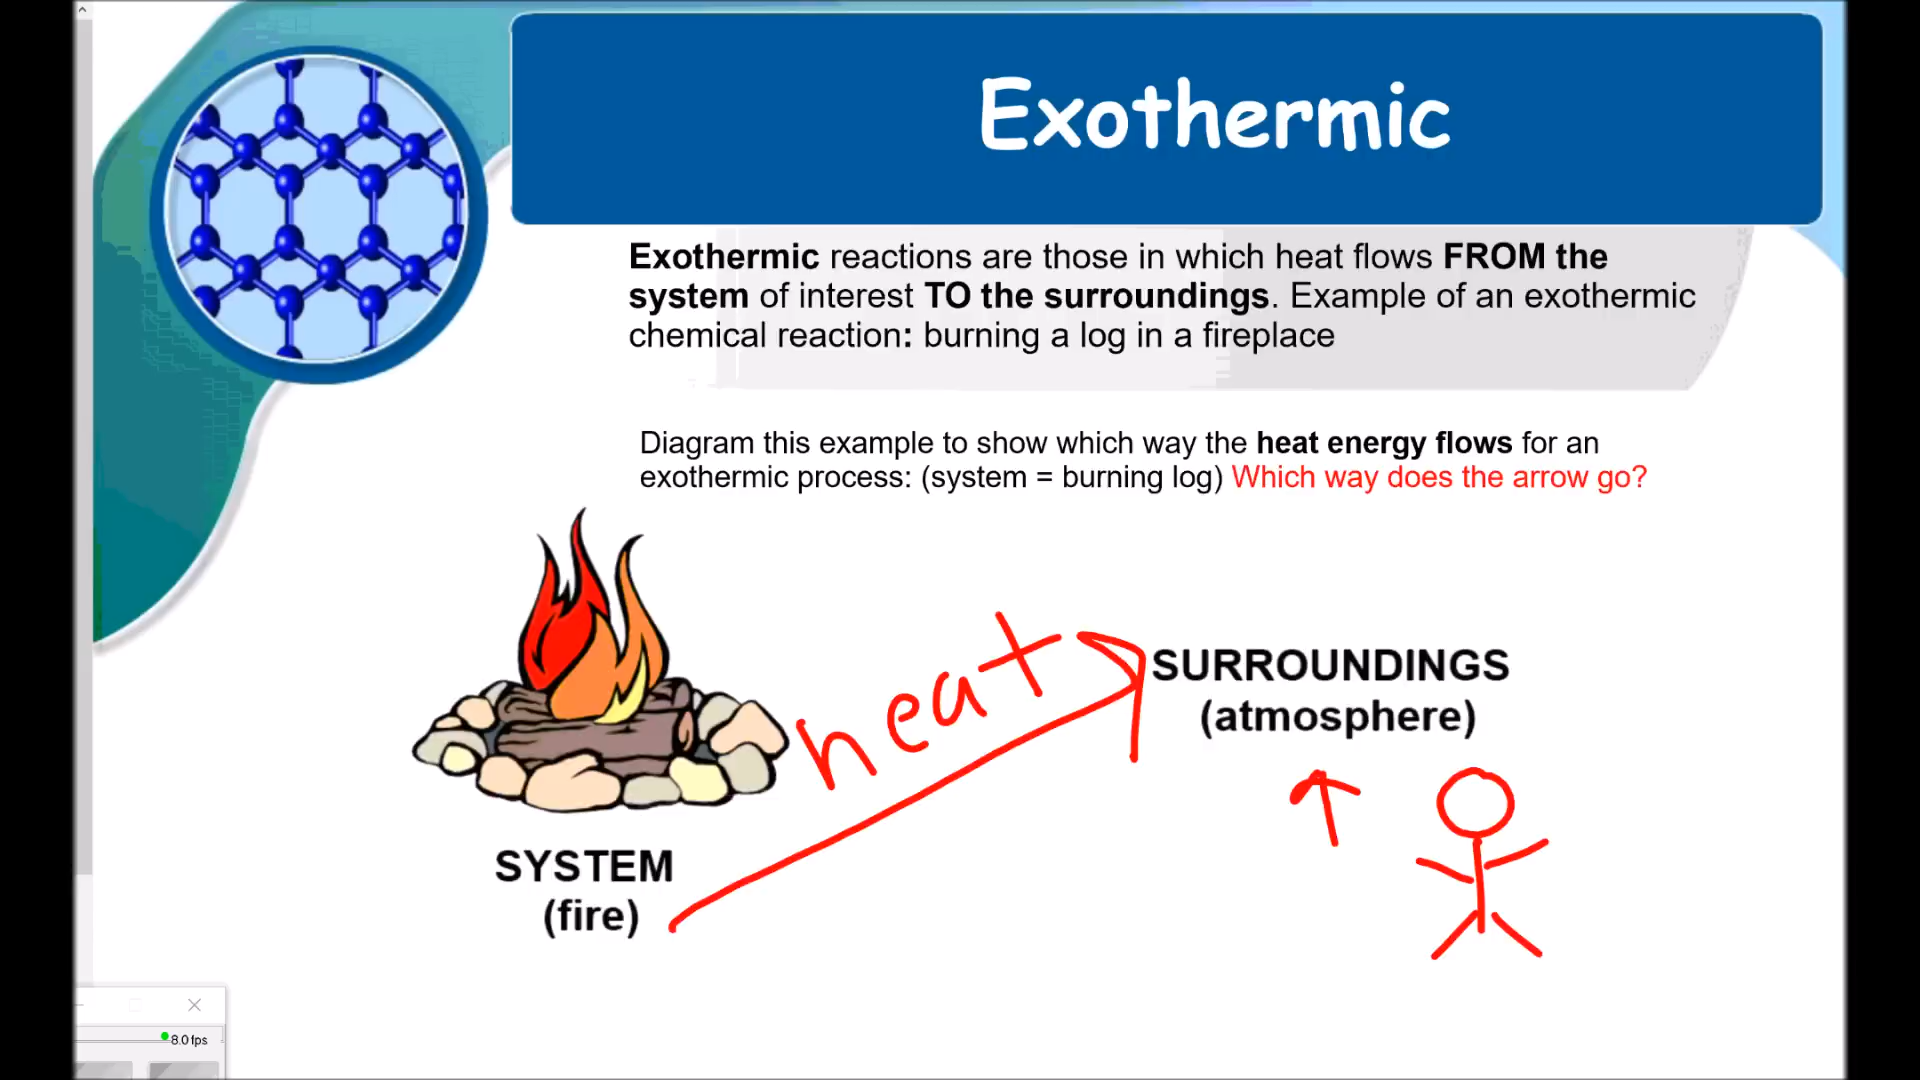 Exothermic
Exothermic reactions are those in which heat flows FROM the
system of interest TO the surroundings. Example of an exothermic
chemical reaction: burning a log in a fireplace
Diagram this example to show which way the heat energy flows for an
exothermic process: (system = burning log) Which way does the arrow go?
heat
SURROUNDINGS
(atmosphere)
SYSTEM
(fire)
8.0 fps